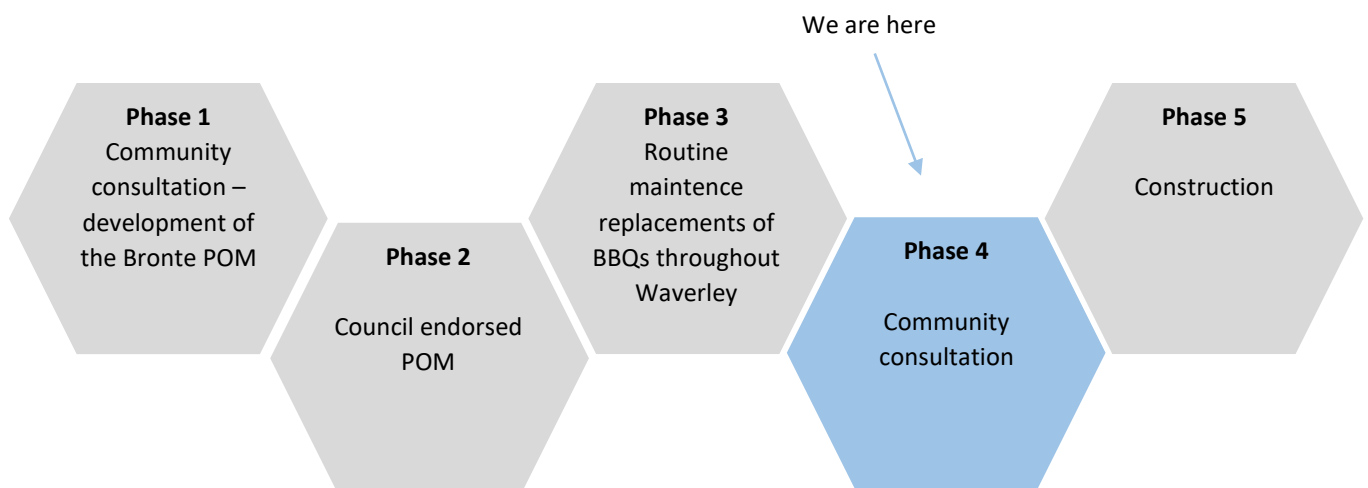 We are here
Phase 1
Community
consultation –
development of
the Bronte POM
Phase 2
Council endorsed
POM
Phase 3
Routine
maintence
replacements of
BBQs throughout
Waverley
Phase 4
Community
consultation
Phase 5
Construction